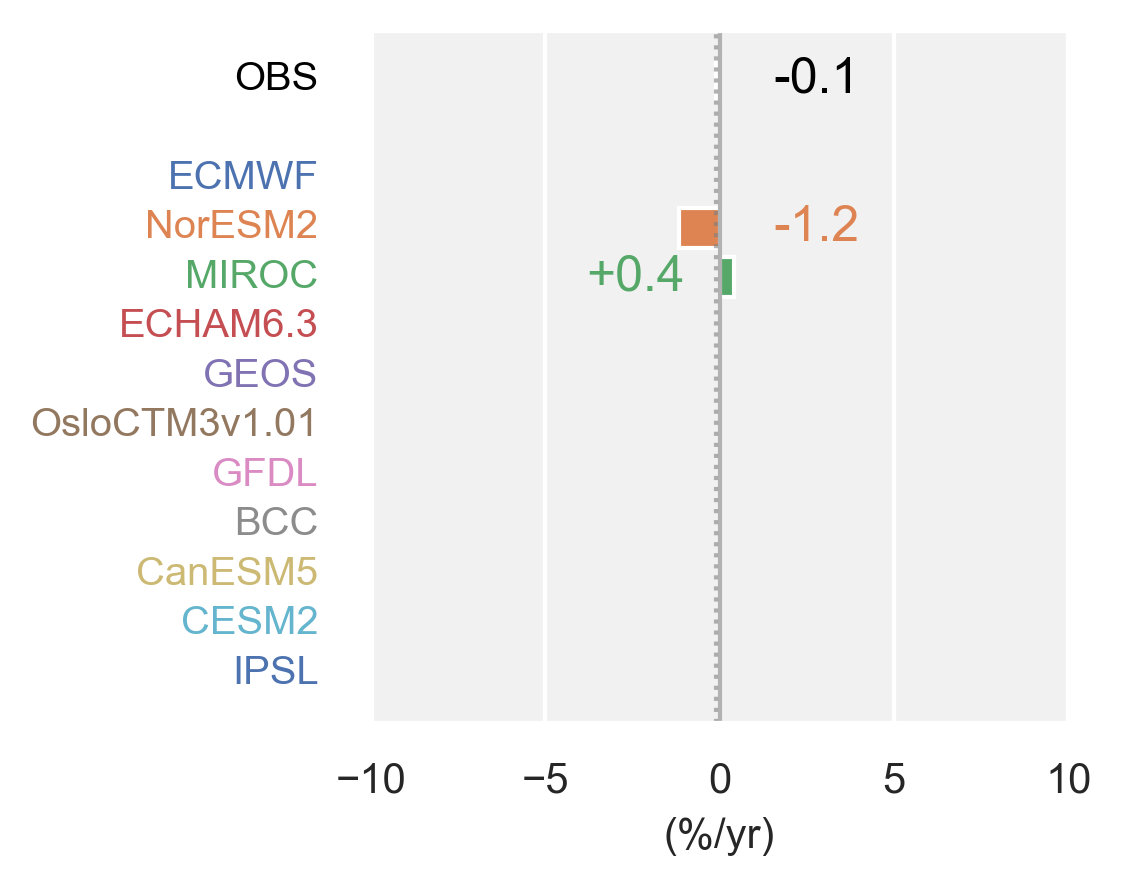 OBS -0.1
ECMWF
NorESM2 -1.2
MIROC +0.4
ECHAM6.3
GEOS
OsloCTM3v1.01
GFDL
BCC
CanESM5
CESM2
IPSL
−10 −5 0 5 10
(%/yr)